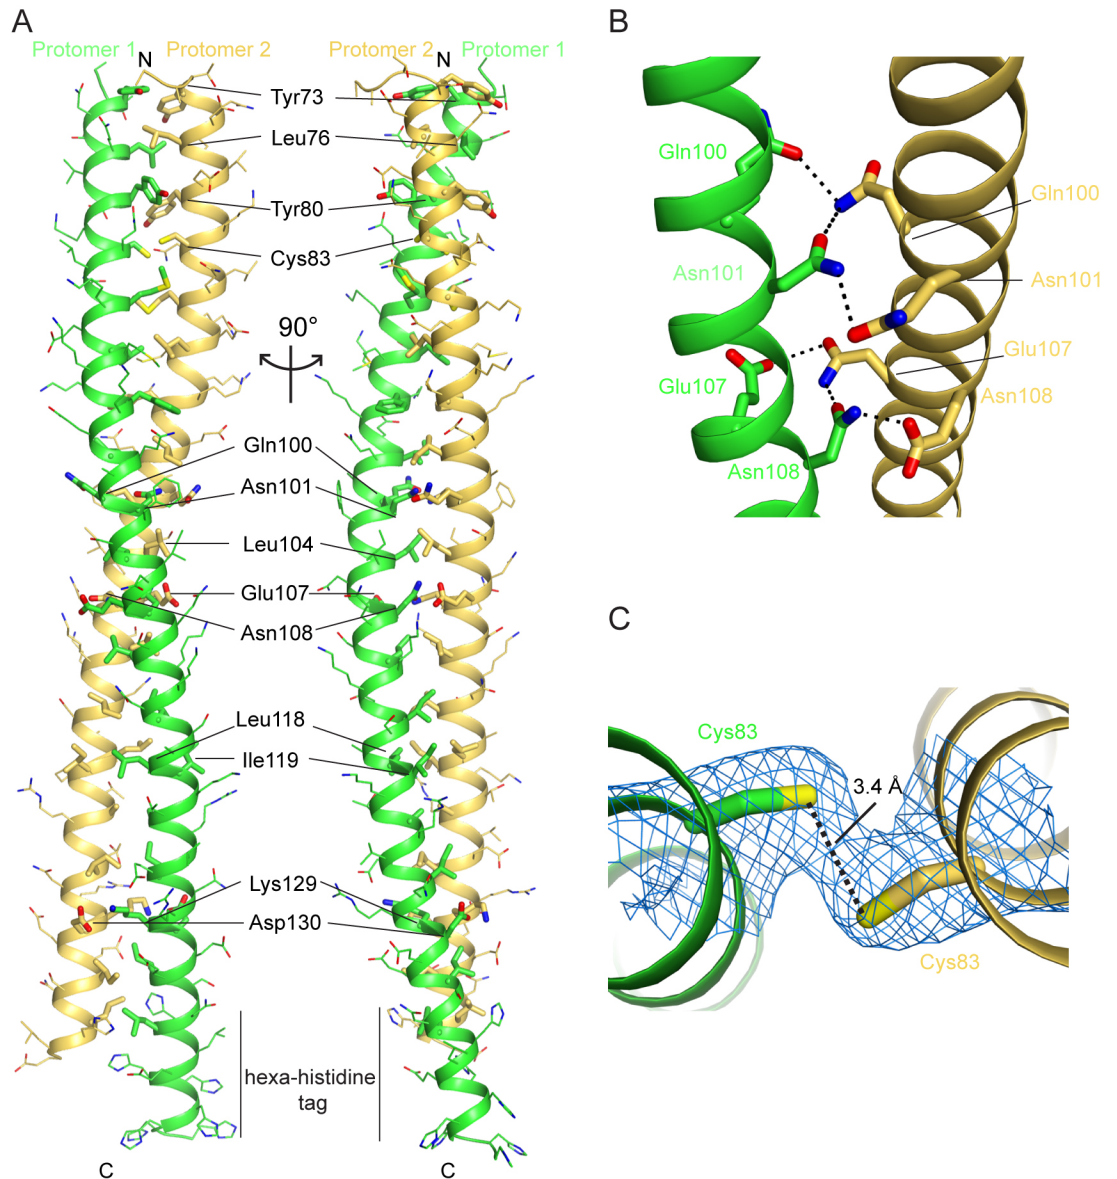 A
Protomer 1
N
Protomer 2
Protomer 2
N
Protomer 1
Tyr73
Leu76
Tyr80
Cys83
90°
Gln100
Asn101
Leu104
Glu107
Asn108
Leu118
Ile119
Lys129
Asp130
hexa-histidine
tag
C
C
B
Gln100
Gln100
Asn101
Asn101
Glu107
Glu107
Asn108
Asn108
C
Cys83
3.4 Å
Cys83